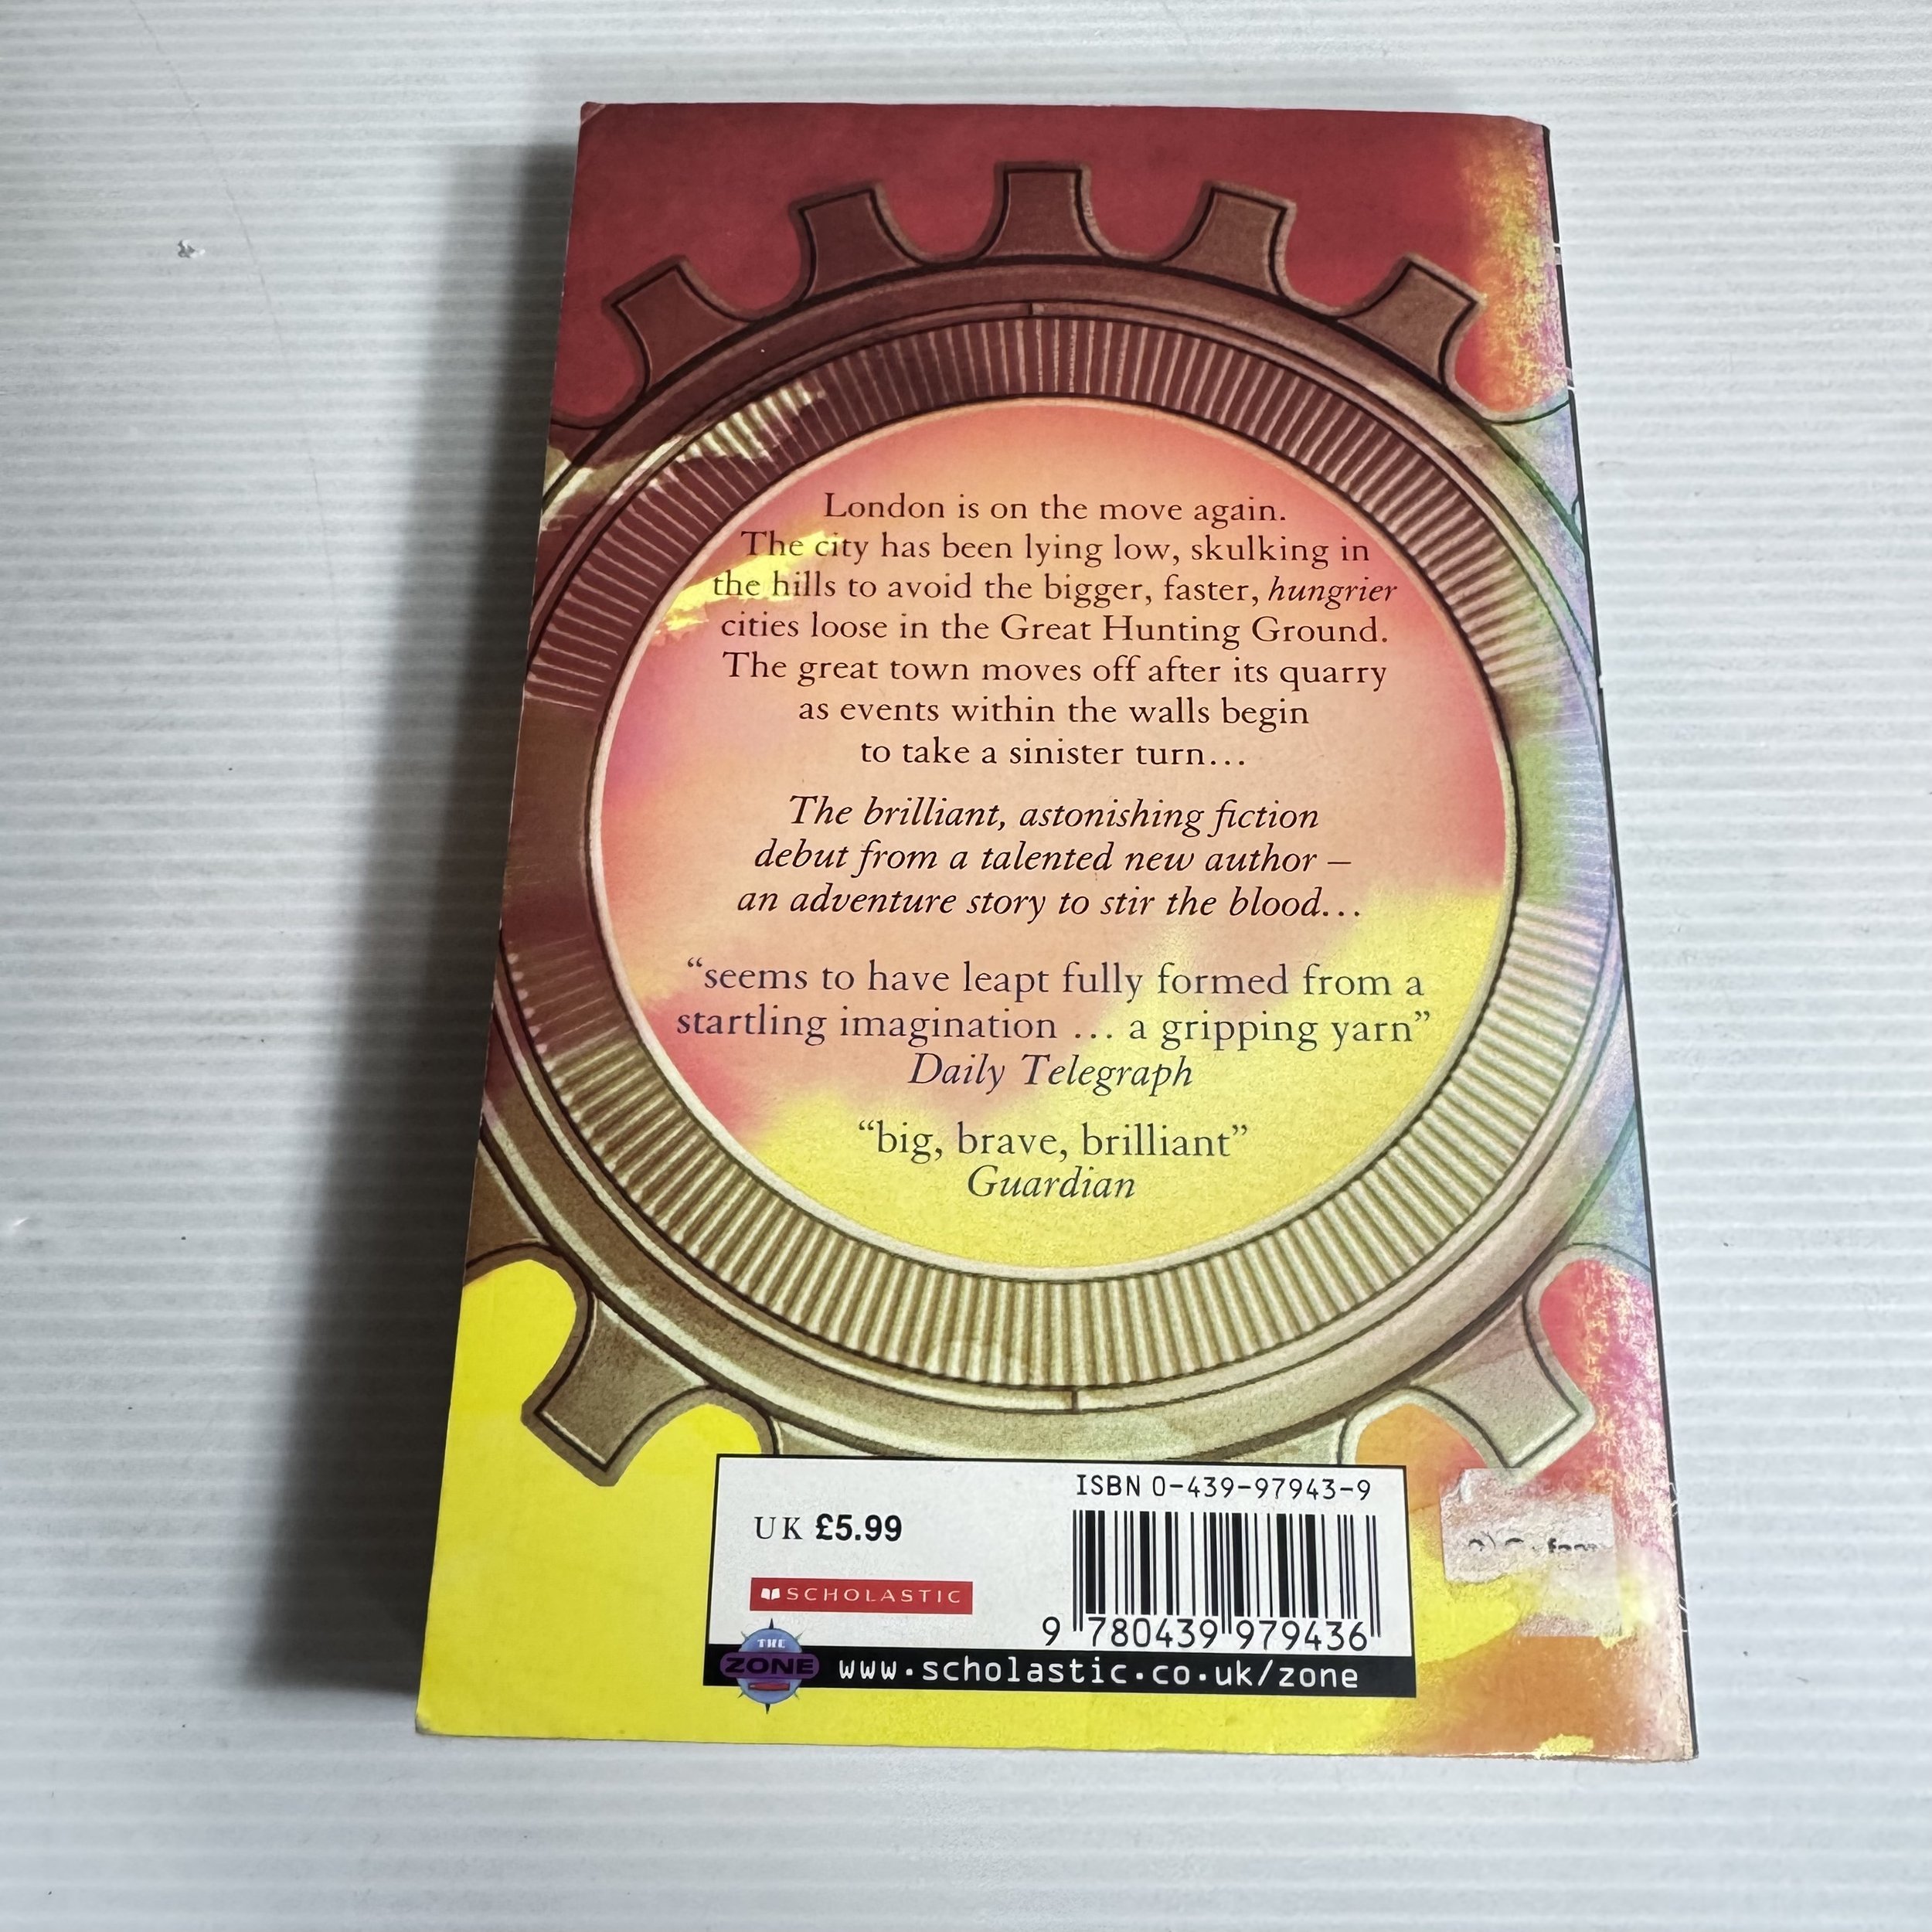 London is on the move again.
The city has been lying low, skulking in
the hills to avoid the bigger, faster, hungrier
cities loose in the Great Hunting Ground.
The great town moves off after its quarry
as events within the walls begin
to take a sinister turn...
The brilliant, astonishing fiction
debut from a talented new author –
an adventure story to stir the blood...
“seems to have leapt fully formed from a
startling imagination ... a gripping yarn”
Daily Telegraph
“big, brave, brilliant”
Guardian
ISBN 0-439-97943-9
UK £5.99
SCHOLASTIC
9 780439 979436
THE
ZONE
www.scholastic.co.uk/zone